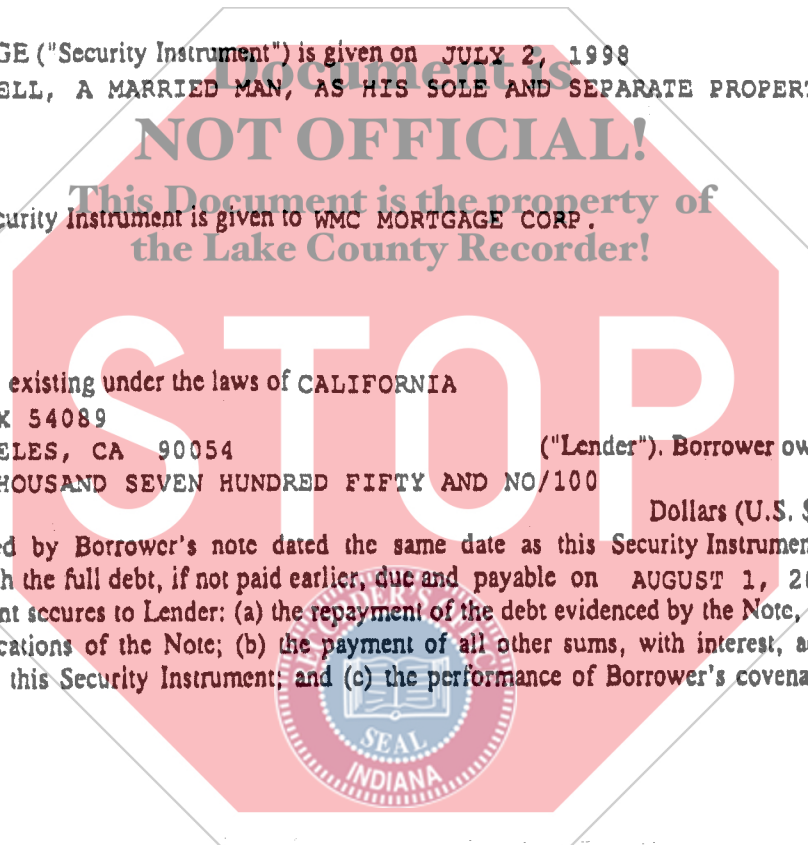 GE ("Security Instrument") is given on JULY 2, 1998
Document is
ELL, A MARRIED MAN, AS HIS SOLE AND SEPARATE PROPERT
NOT OFFICIAL!
This Document is the property of
curity Instrument is given to WMC MORTGAGE CORP.
the Lake County Recorder!
STOP
existing under the laws of CALIFORNIA
X 54089
ELES, CA 90054 ("Lender"). Borrower ow
HOUSAND SEVEN HUNDRED FIFTY AND NO/100
Dollars (U.S. $
ed by Borrower's note dated the same date as this Security Instrumen
h the full debt, if not paid earlier, due and payable on AUGUST 1, 20
nt secures to Lender: (a) the repayment of the debt evidenced by the Note,
cations of the Note; (b) the payment of all other sums, with interest, a
this Security Instrument; and (c) the performance of Borrower's covena
RECORDER'S OFFICE
SEAL
INDIANA